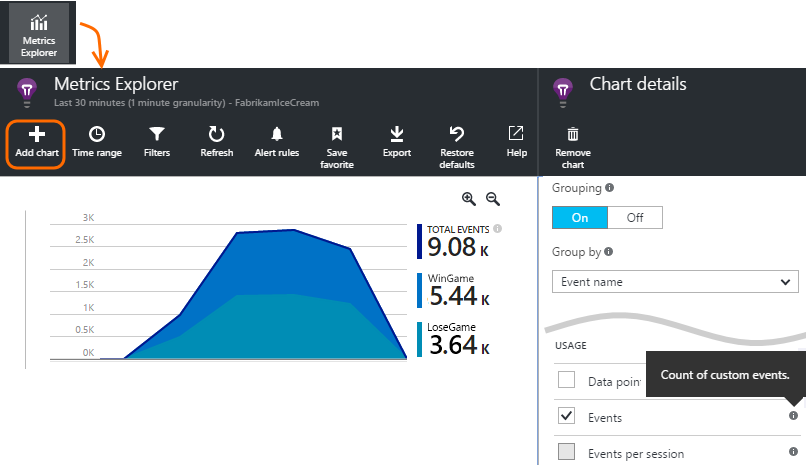 Metrics
Explorer
Metrics Explorer
Last 30 minutes (1 minute granularity) - FabrikamIceCream
Add chart
Time range
Filters
Refresh
Alert rules
Save
favorite
Export
Restore
defaults
Help
3K
2.5K
2K
1.5K
1K
0.5K
0K
TOTAL EVENTS
9.08 K
WinGame
5.44 K
LoseGame
3.64 K
Chart details
Remove
chart
Grouping
On Off
Group by
Event name
USAGE
Data poin
Count of custom events.
Events
Events per session